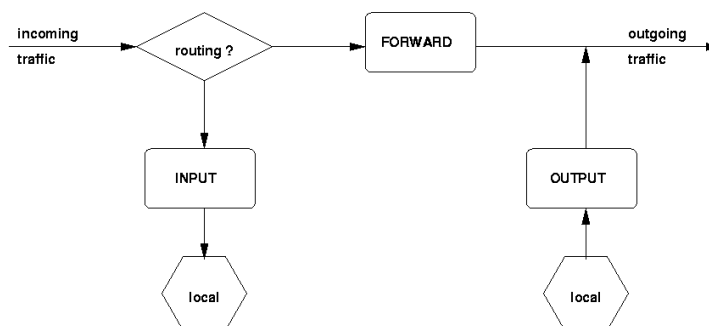 incoming
traffic
routing ?
FORWARD
outgoing
traffic
INPUT
OUTPUT
local
local